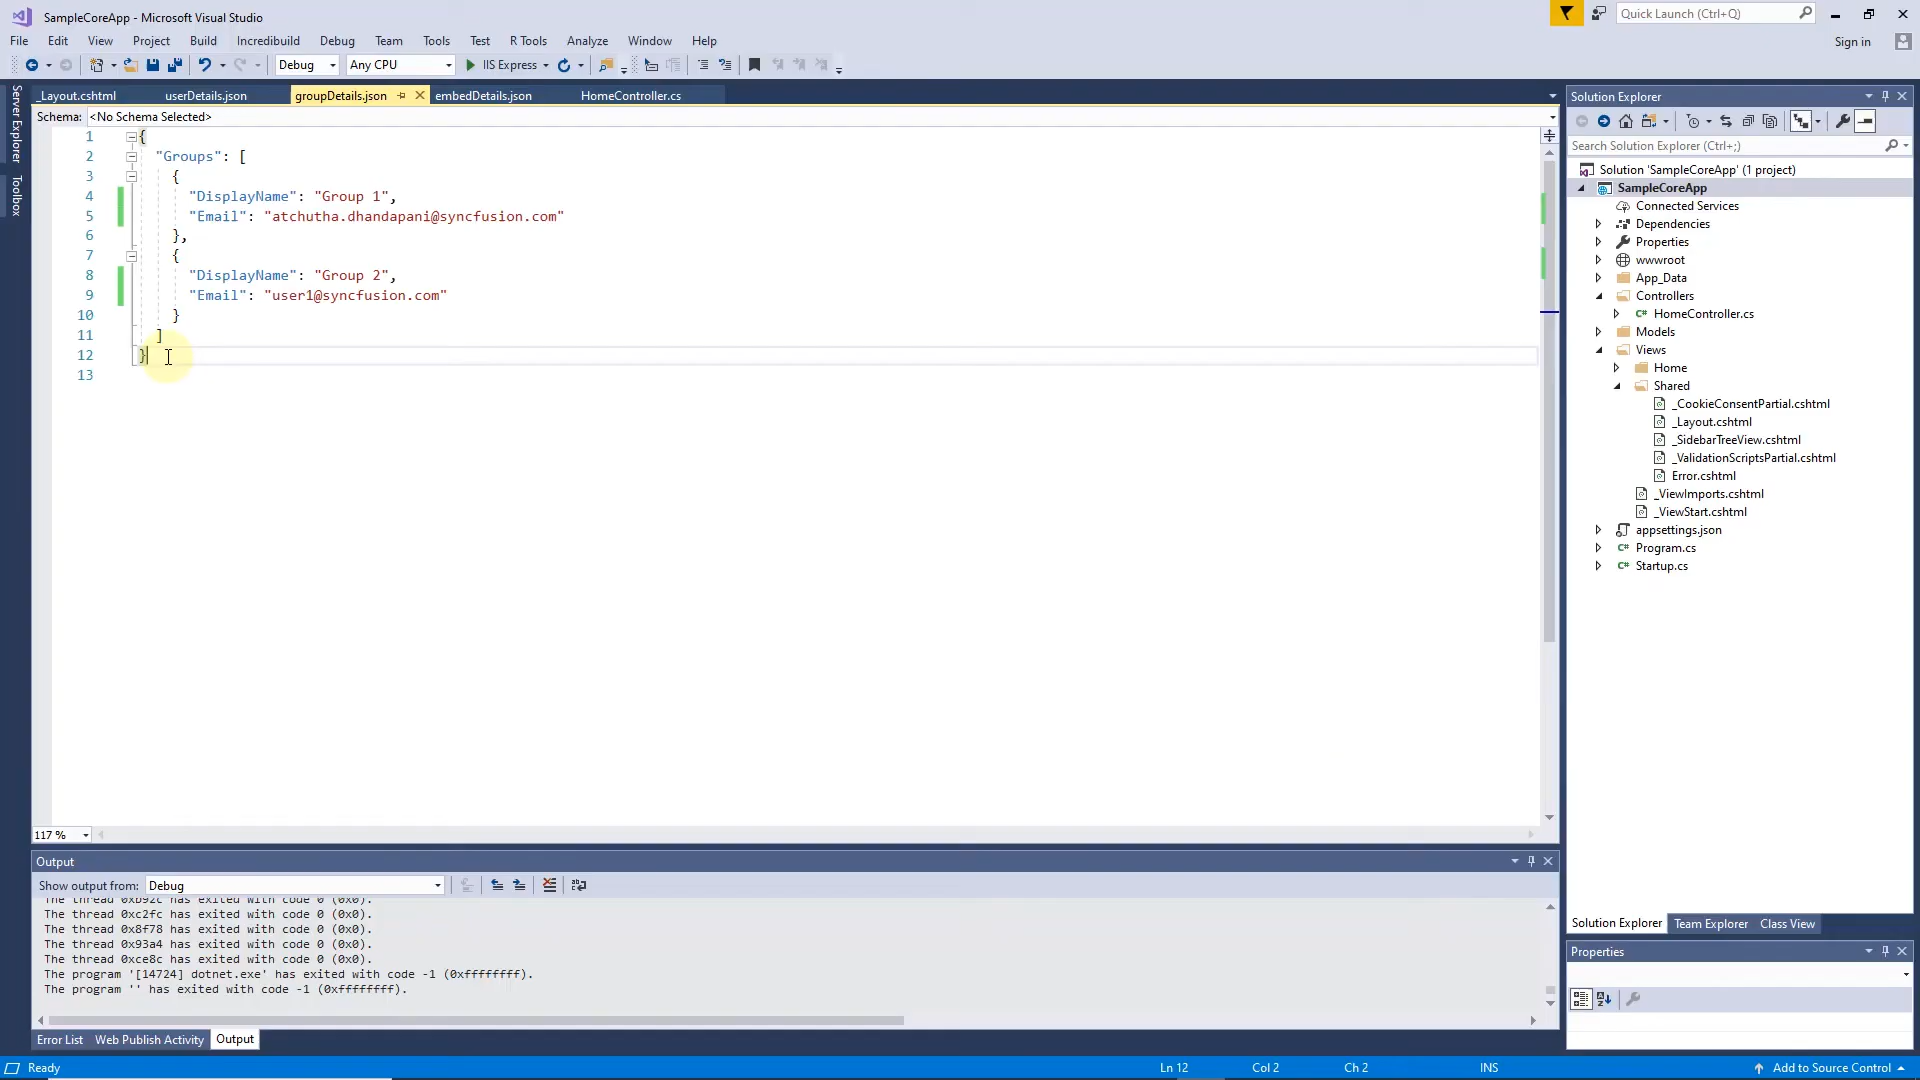 SampleCoreApp - Microsoft Visual Studio
Quick Launch (Ctrl+Q)
File Edit View Project Build Incredibuild Debug Team Tools Test R Tools Analyze Window Help
Sign in
Debug Any CPU IIS Express
Server Explorer
Toolbox
_Layout.cshtml userDetails.json groupDetails.json embedDetails.json HomeController.cs
Schema: <No Schema Selected>
1 {
2 "Groups": [
3 {
4 "DisplayName": "Group 1",
5 "Email": "atchutha.dhandapani@syncfusion.com"
6 },
7 {
8 "DisplayName": "Group 2",
9 "Email": "user1@syncfusion.com"
10 }
11 ]
12 }
13
117 %
Output
Show output from: Debug
The thread 0xb92c has exited with code 0 (0x0).
The thread 0xc2fc has exited with code 0 (0x0).
The thread 0x8f78 has exited with code 0 (0x0).
The thread 0x93a4 has exited with code 0 (0x0).
The thread 0xce8c has exited with code 0 (0x0).
The program '[14724] dotnet.exe' has exited with code -1 (0xffffffff).
The program '' has exited with code -1 (0xffffffff).
Error List Web Publish Activity Output
Solution Explorer
Search Solution Explorer (Ctrl+;)
Solution 'SampleCoreApp' (1 project)
SampleCoreApp
Connected Services
Dependencies
Properties
wwwroot
App_Data
Controllers
C# HomeController.cs
Models
Views
Home
Shared
_CookieConsentPartial.cshtml
_Layout.cshtml
_SidebarTreeView.cshtml
_ValidationScriptsPartial.cshtml
Error.cshtml
_ViewImports.cshtml
_ViewStart.cshtml
appsettings.json
C# Program.cs
C# Startup.cs
Solution Explorer Team Explorer Class View
Properties
Ready
Ln 12 Col 2 Ch 2 INS
Add to Source Control